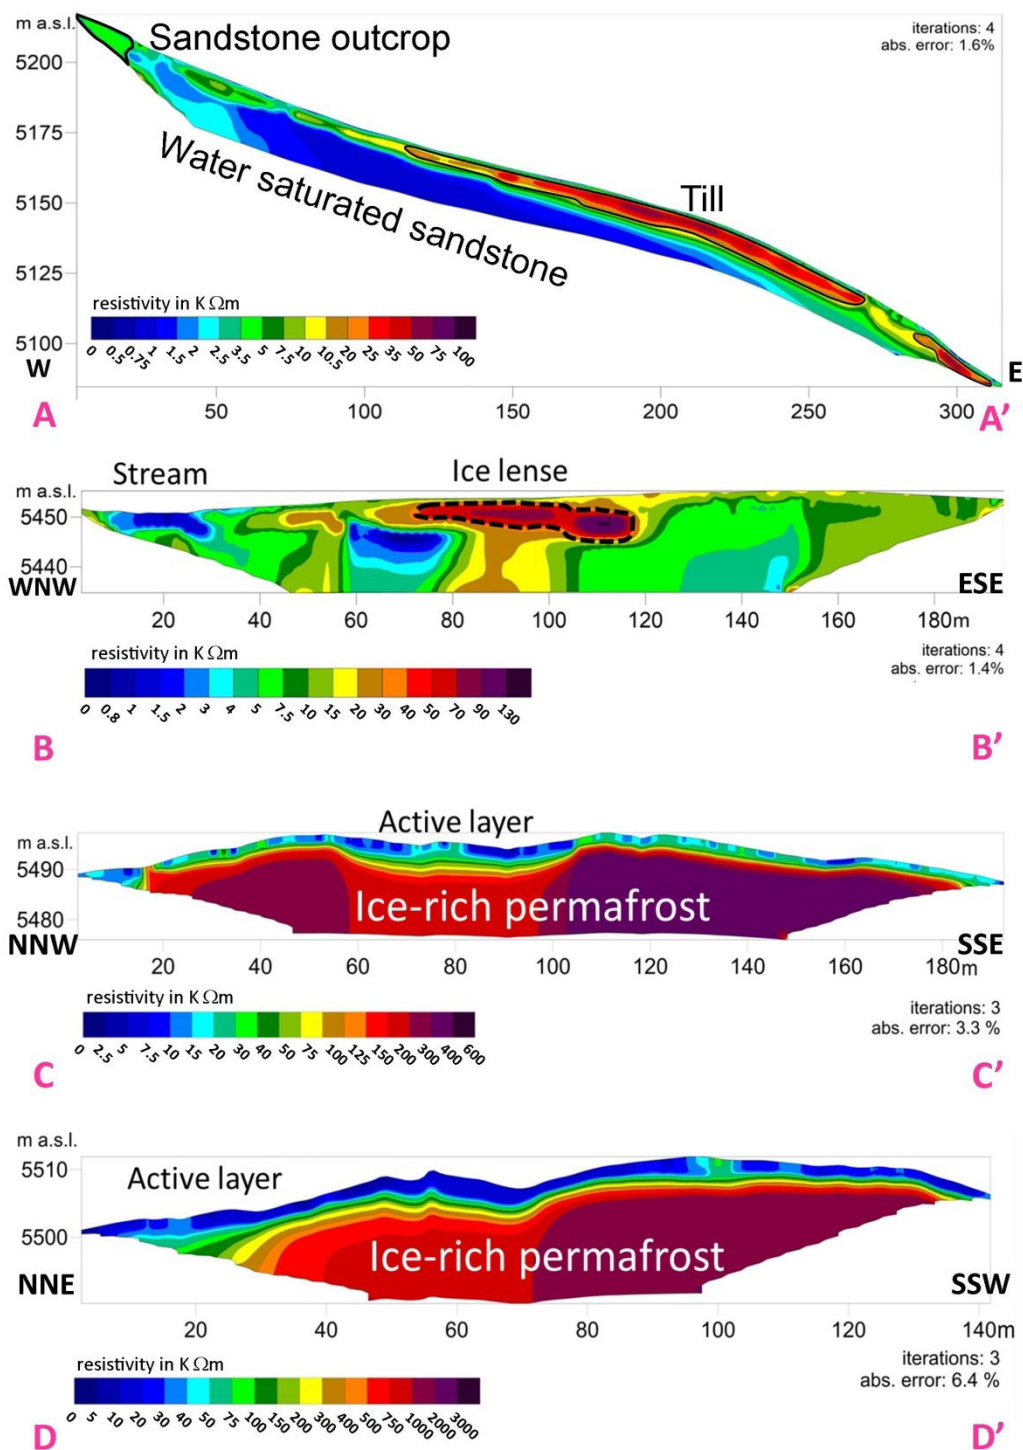 m a.s.l.
Sandstone outcrop
iterations: 4
abs. error: 1.6%
5200
5175
Water saturated sandstone
Till
5150
5125
resistivity in KΩm
5100
0 0.5 0.75 1 1.5 2 2.5 3.5 5 7.5 10 10.5 20 25 35 50 75 100
W
E
50 100 150 200 250 300
A
A’
Stream
Ice lense
m a.s.l.
5450
5440
WNW
ESE
20 40 60 80 100 120 140 160 180m
resistivity in KΩm
iterations: 4
abs. error: 1.4%
0 0.8 1 1.5 2 3 4 5 7.5 10 15 20 30 40 50 70 90 130
B
B’
Active layer
m a.s.l.
5490
Ice-rich permafrost
5480
NNW
SSE
20 40 60 80 100 120 140 160 180m
resistivity in KΩm
iterations: 3
abs. error: 3.3 %
0 2.5 5 7.5 10 15 20 30 40 50 75 100 125 150 200 300 400 600
C
C’
m a.s.l.
5510
Active layer
5500
Ice-rich permafrost
NNE
SSW
20 40 60 80 100 120 140m
resistivity in KΩm
iterations: 3
abs. error: 6.4 %
0 5 10 20 30 40 50 75 100 150 200 300 400 500 750 1000 2000 3000
D
D’